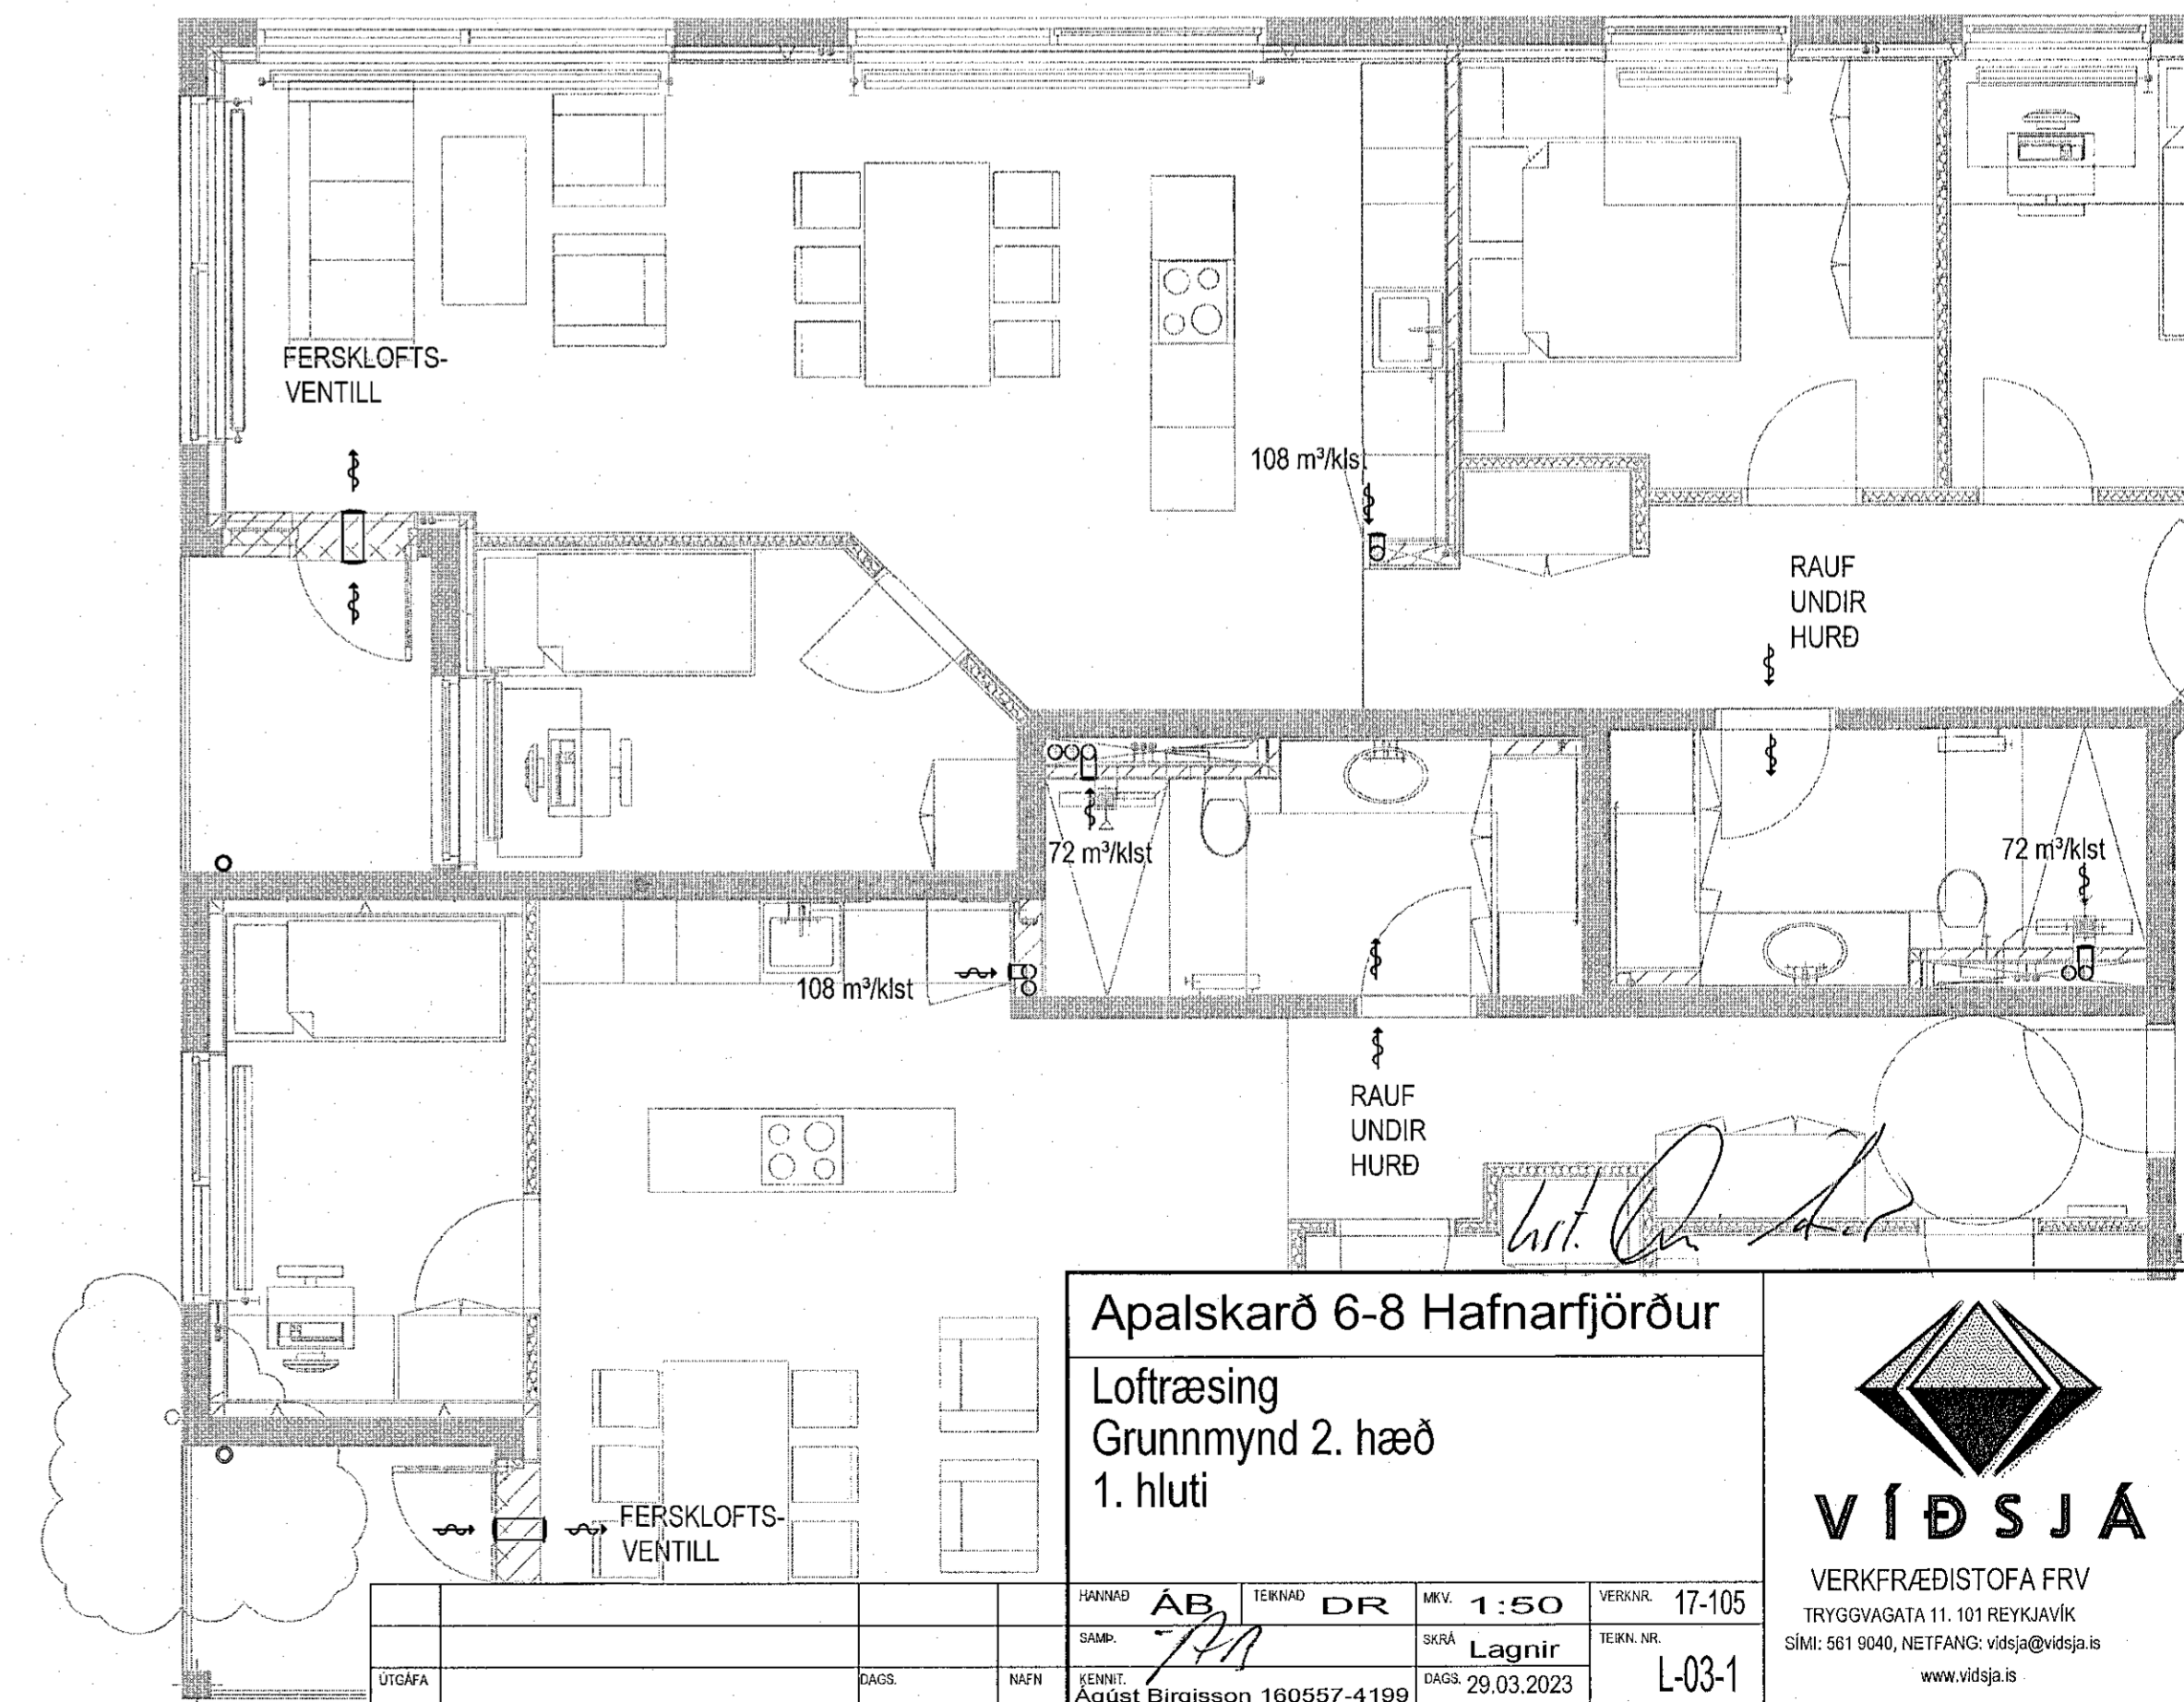 FERSKLOFTS-
VENTILL
108 m³/klst
RAUF
UNDIR
HURÐ
72 m³/klst
72 m³/klst
108 m³/klst
RAUF
UNDIR
HURÐ
FERSKLOFTS-
VENTILL
Apalskarð 6-8 Hafnarfjörður
Loftræsing
Grunnmynd 2. hæð
1. hluti
VÍÐSJÁ
VERKFRÆÐISTOFA FRV
TRYGGVAGATA 11. 101 REYKJAVÍK
SÍMI: 561 9040, NETFANG: vidsja@vidsja.is
www.vidsja.is
HANNAÐ ÁB TEIKNAÐ DR MKV. 1:50 VERKNR. 17-105
SAMÞ. SKRÁ Lagnir TEIKN. NR. L-03-1
ÚTGÁFA DAGS. NAFN KENNIT. Ágúst Birgisson 160557-4199 DAGS. 29.03.2023